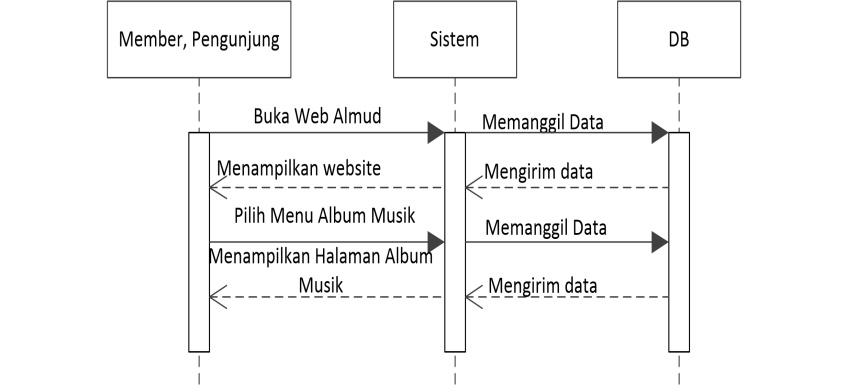 Member, Pengunjung
Sistem
DB
Buka Web Almud
Memanggil Data
Menampilkan website
Mengirim data
Pilih Menu Album Musik
Memanggil Data
Menampilkan Halaman Album
Musik
Mengirim data